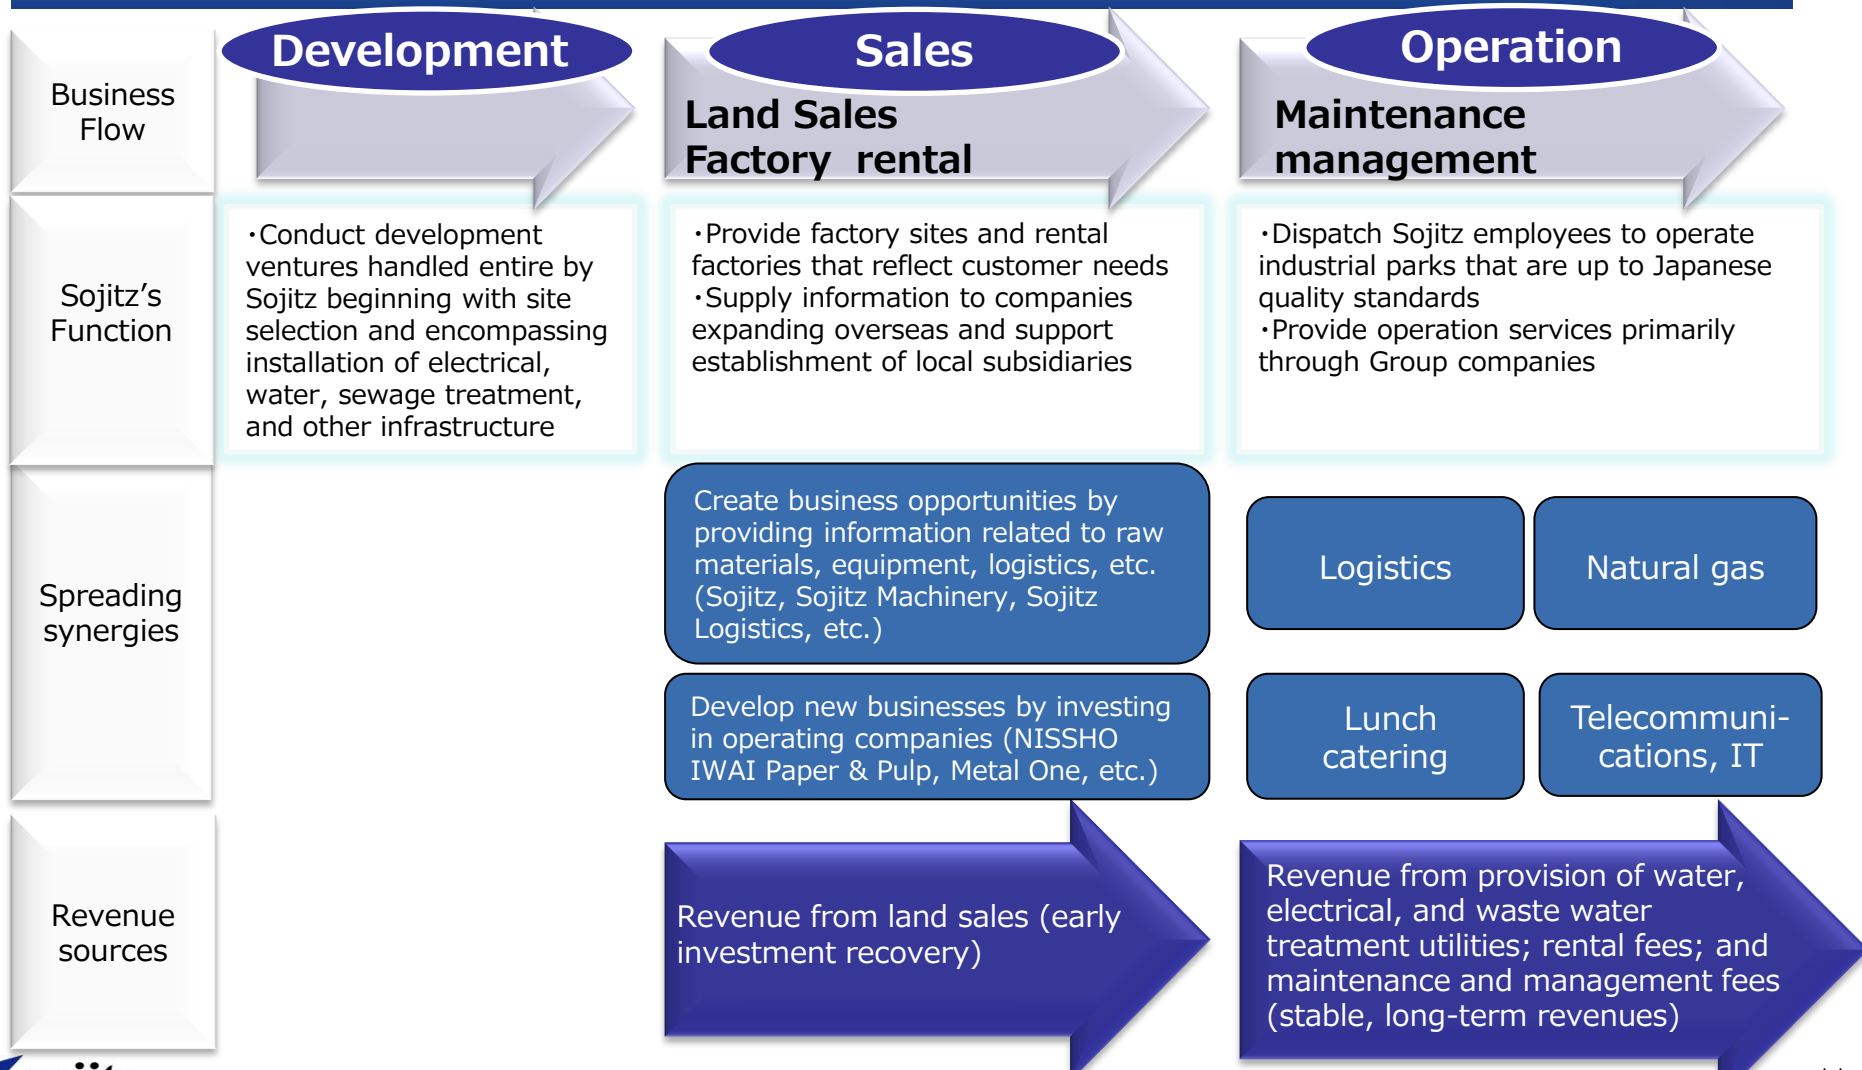 Development
Sales
Operation
Business
Flow
Land Sales
Factory rental
Maintenance
management
Sojitz’s
Function
・Conduct development
ventures handled entire by
Sojitz beginning with site
selection and encompassing
installation of electrical,
water, sewage treatment,
and other infrastructure
・Provide factory sites and rental
factories that reflect customer needs
・Supply information to companies
expanding overseas and support
establishment of local subsidiaries
・Dispatch Sojitz employees to operate
industrial parks that are up to Japanese
quality standards
・Provide operation services primarily
through Group companies
Spreading
synergies
Create business opportunities by
providing information related to raw
materials, equipment, logistics, etc.
(Sojitz, Sojitz Machinery, Sojitz
Logistics, etc.)
Develop new businesses by investing
in operating companies (NISSHO
IWAI Paper & Pulp, Metal One, etc.)
Logistics
Natural gas
Lunch
catering
Telecommuni-
cations, IT
Revenue
sources
Revenue from land sales (early
investment recovery)
Revenue from provision of water,
electrical, and waste water
treatment utilities; rental fees; and
maintenance and management fees
(stable, long-term revenues)